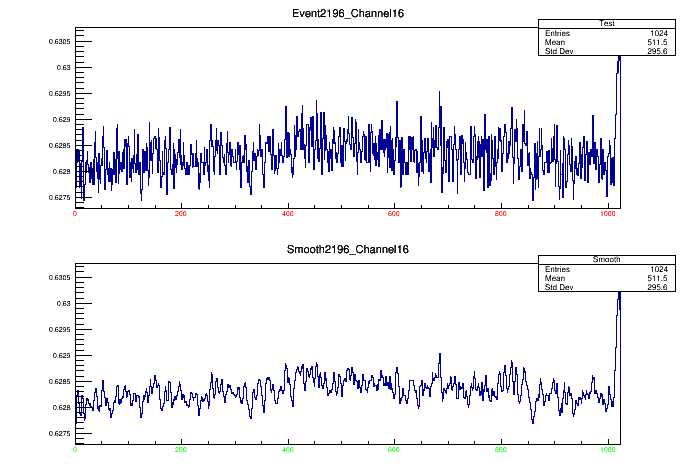 Event2196_Channel16
Test
Entries 1024
Mean 511.5
Std Dev 295.6
0.6305
0.63
0.6295
0.629
0.6285
0.628
0.6275
0 200 400 600 800 1000
Smooth2196_Channel16
Smooth
Entries 1024
Mean 511.5
Std Dev 295.6
0.6305
0.63
0.6295
0.629
0.6285
0.628
0.6275
0 200 400 600 800 1000